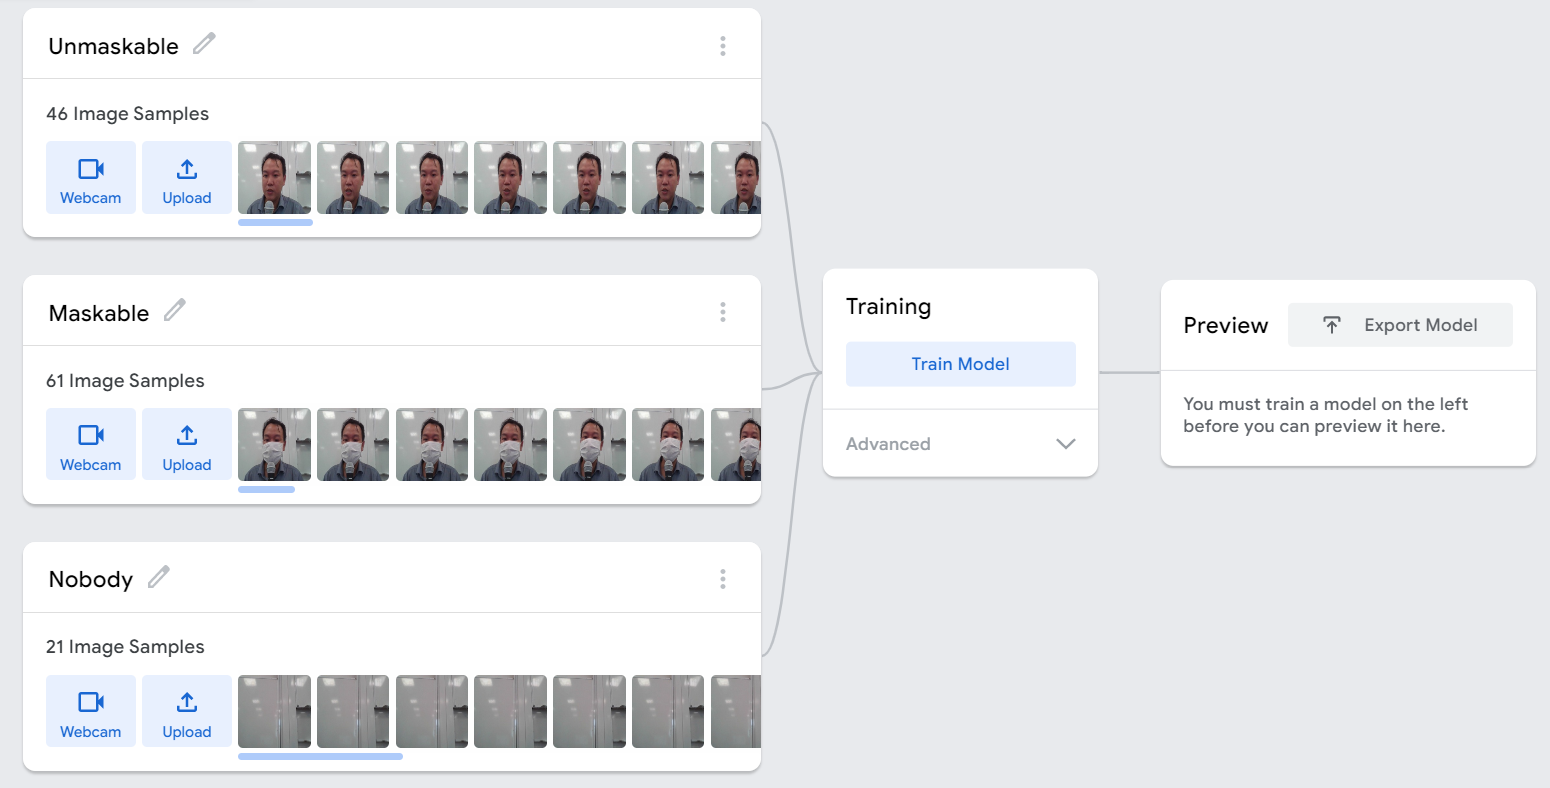 Unmaskable
46 Image Samples
Webcam
Upload
Maskable
61 Image Samples
Webcam
Upload
Nobody
21 Image Samples
Webcam
Upload
Training
Train Model
Advanced
Preview
Export Model
You must train a model on the left
before you can preview it here.